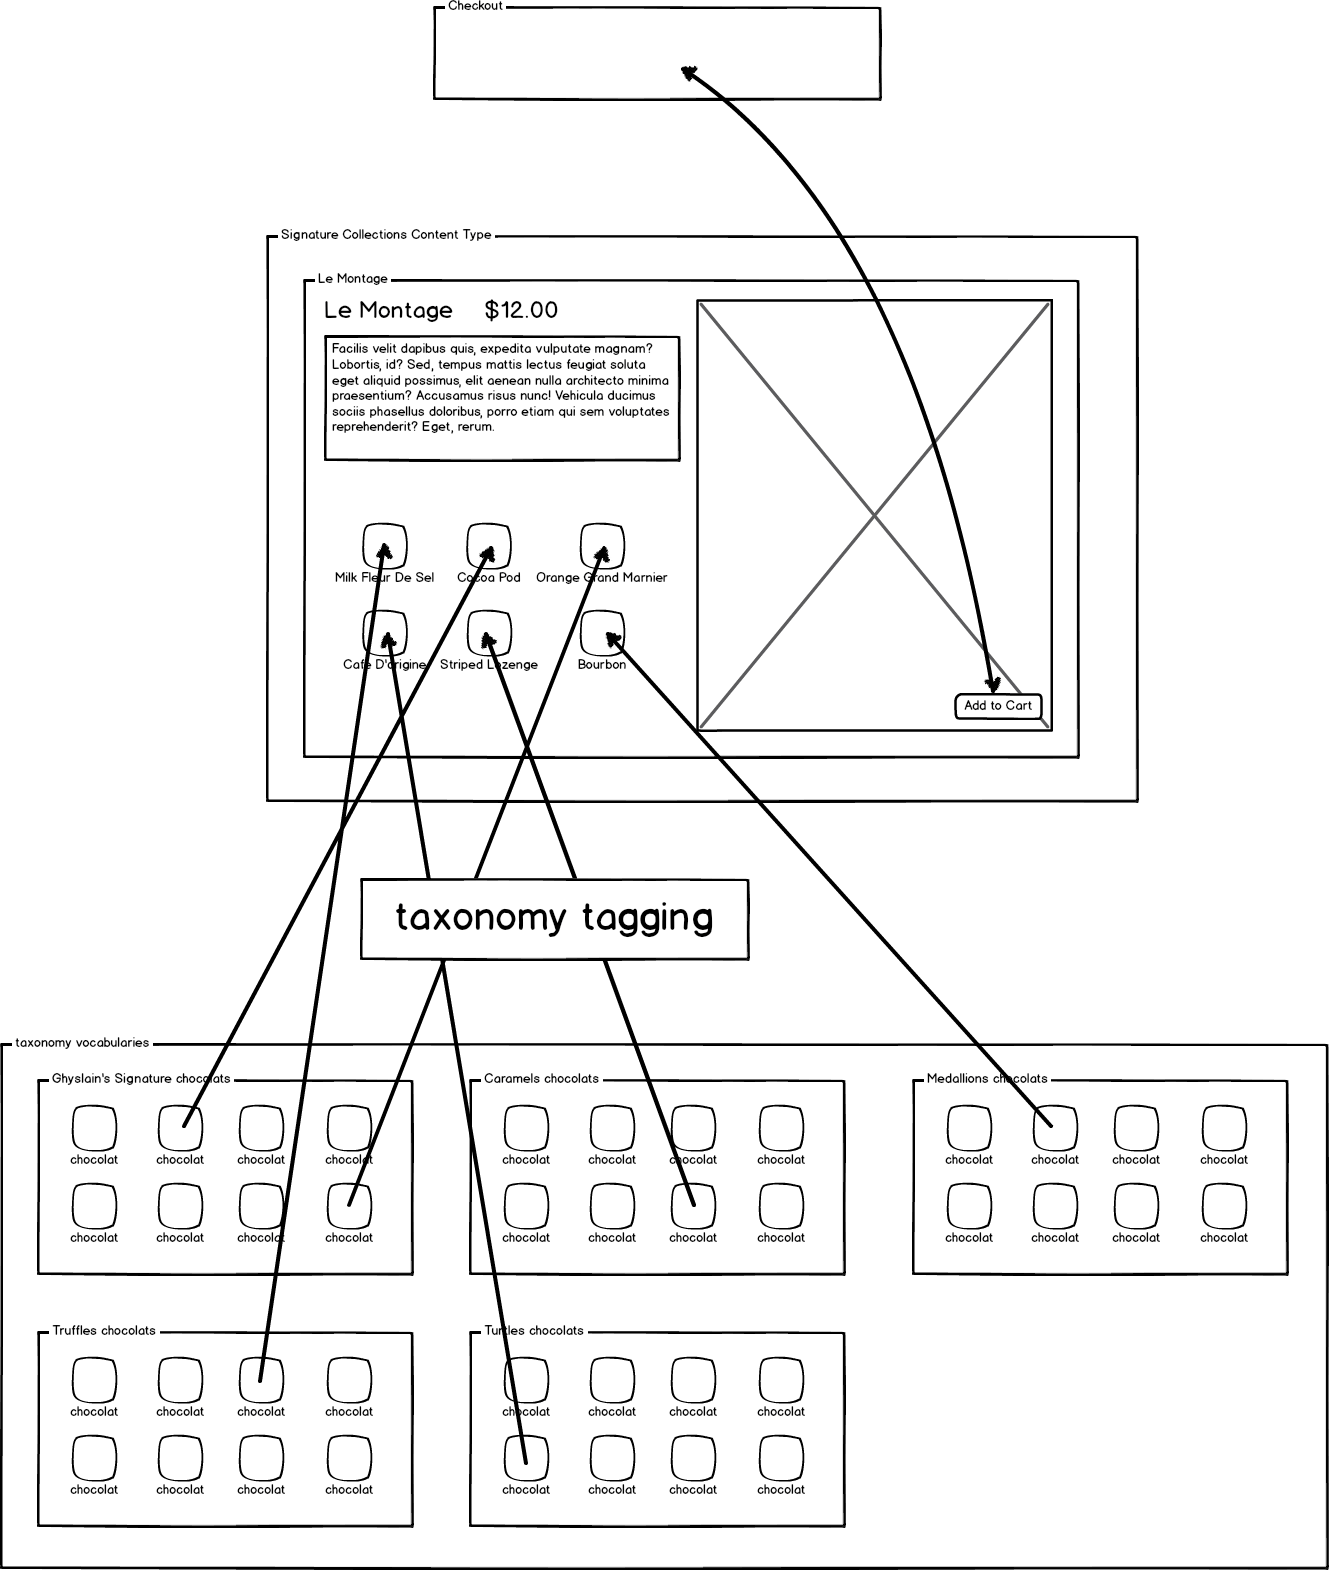 Checkout
Signature Collections Content Type
Le Montage
Le Montage $12.00
Facilis velit dapibus quis, expedita vulputate magnam?
Lobortis, id? Sed, tempus mattis lectus feugiat soluta
eget aliquid possimus, elit aenean nulla architecto minima
praesentium? Accusamus risus nunc! Vehicula ducimus
sociis phasellus doloribus, porro etiam qui sem voluptates
reprehenderit? Eget, rerum.
Milk Fleur De Sel Cocoa Pod Orange Grand Marnier
Cafe D'origine Striped Lozenge Bourbon
Add to Cart
taxonomy tagging
taxonomy vocabularies
Ghyslain's Signature chocolats
chocolat chocolat chocolat chocolat
chocolat chocolat chocolat chocolat
Caramels chocolats
chocolat chocolat chocolat chocolat
chocolat chocolat chocolat chocolat
Medallions chocolats
chocolat chocolat chocolat chocolat
chocolat chocolat chocolat chocolat
Truffles chocolats
chocolat chocolat chocolat chocolat
chocolat chocolat chocolat chocolat
Turtles chocolats
chocolat chocolat chocolat chocolat
chocolat chocolat chocolat chocolat